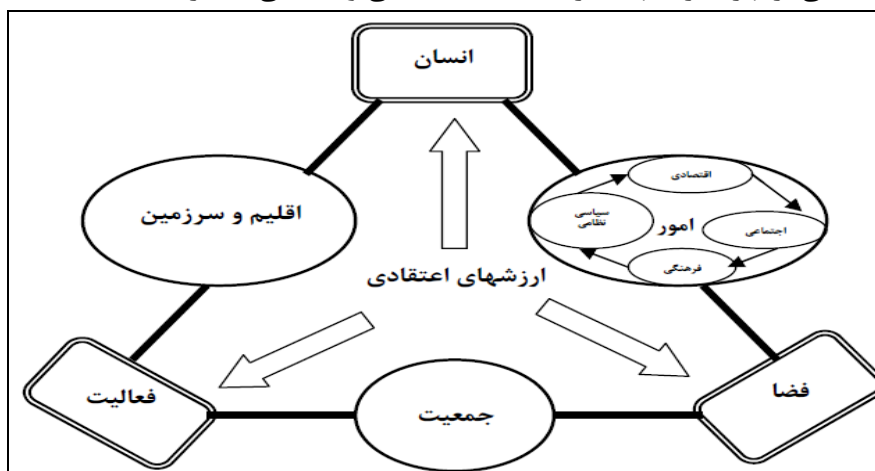 انسان
اقتصادی
اقلیم و سرزمین
سیاسی
نظامی
امور
اجتماعی
فرهنگی
ارزشهای اعتقادی
فعالیت
جمعیت
فضا